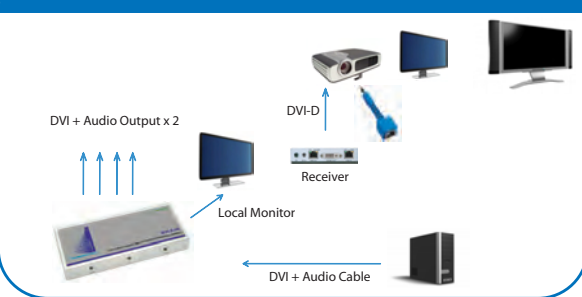 DVI + Audio Output x 2
DVI-D
Receiver
Local Monitor
DVI + Audio Cable